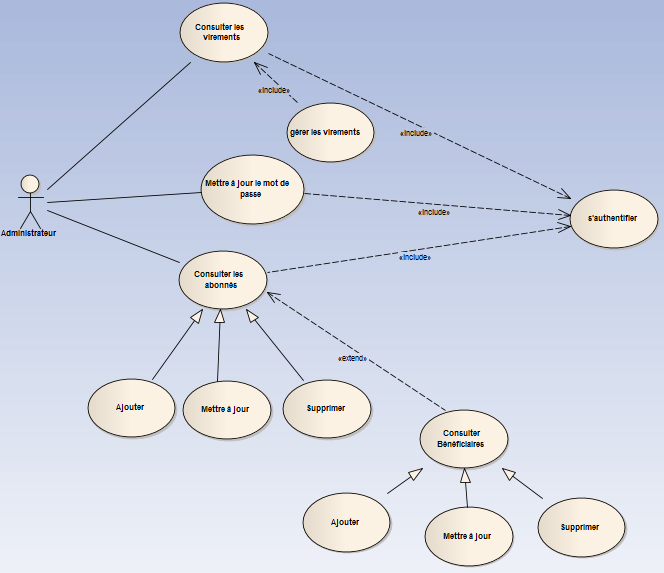 Consulter les
virements
«include»
gérer les virements
«include»
Mettre à jour le mot de
passe
«include»
s'authentifier
Administrateur
«include»
Consulter les
abonnés
«extend»
Ajouter
Mettre à jour
Supprimer
Consulter
Bénéficiaires
Ajouter
Mettre à jour
Supprimer